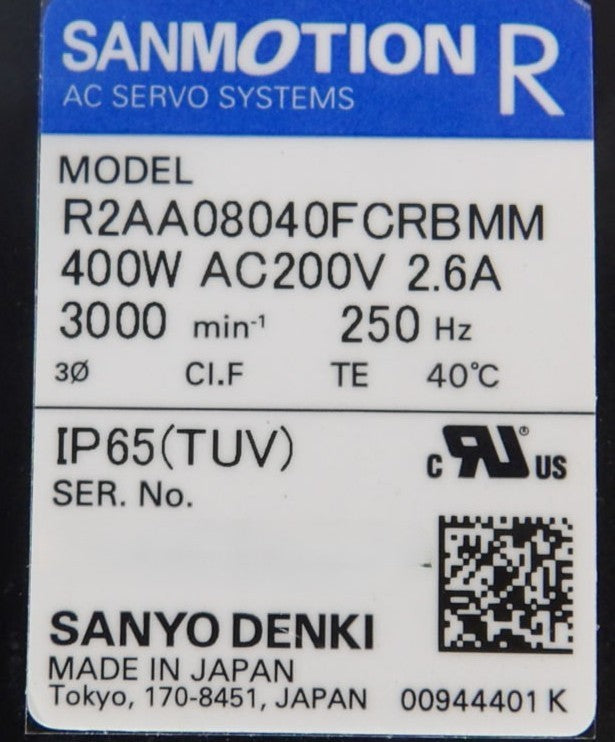 SANMOTION R
AC SERVO SYSTEMS
MODEL
R2AA08040FCRBMM
400W AC200V 2.6A
3000 min-1 250 Hz
3Ø CI.F TE 40℃
IP65(TUV)
c RU ® US
SER. No.
SANYO DENKI
MADE IN JAPAN
Tokyo, 170-8451, JAPAN 00944401 K